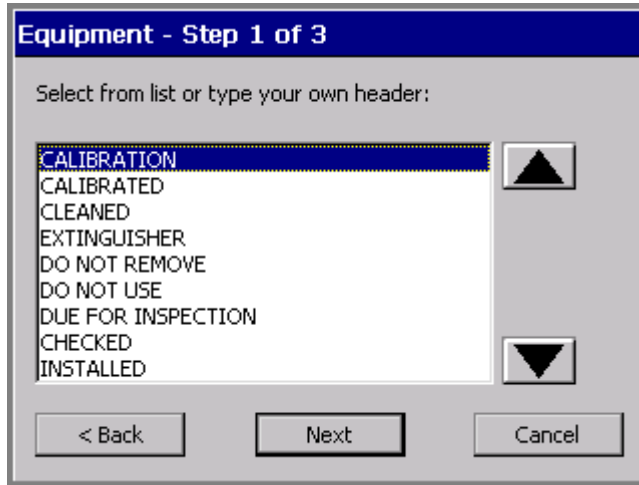 Equipment - Step 1 of 3
Select from list or type your own header:
CALIBRATION
CALIBRATED
CLEANED
EXTINGUISHER
DO NOT REMOVE
DO NOT USE
DUE FOR INSPECTION
CHECKED
INSTALLED
< Back Next Cancel